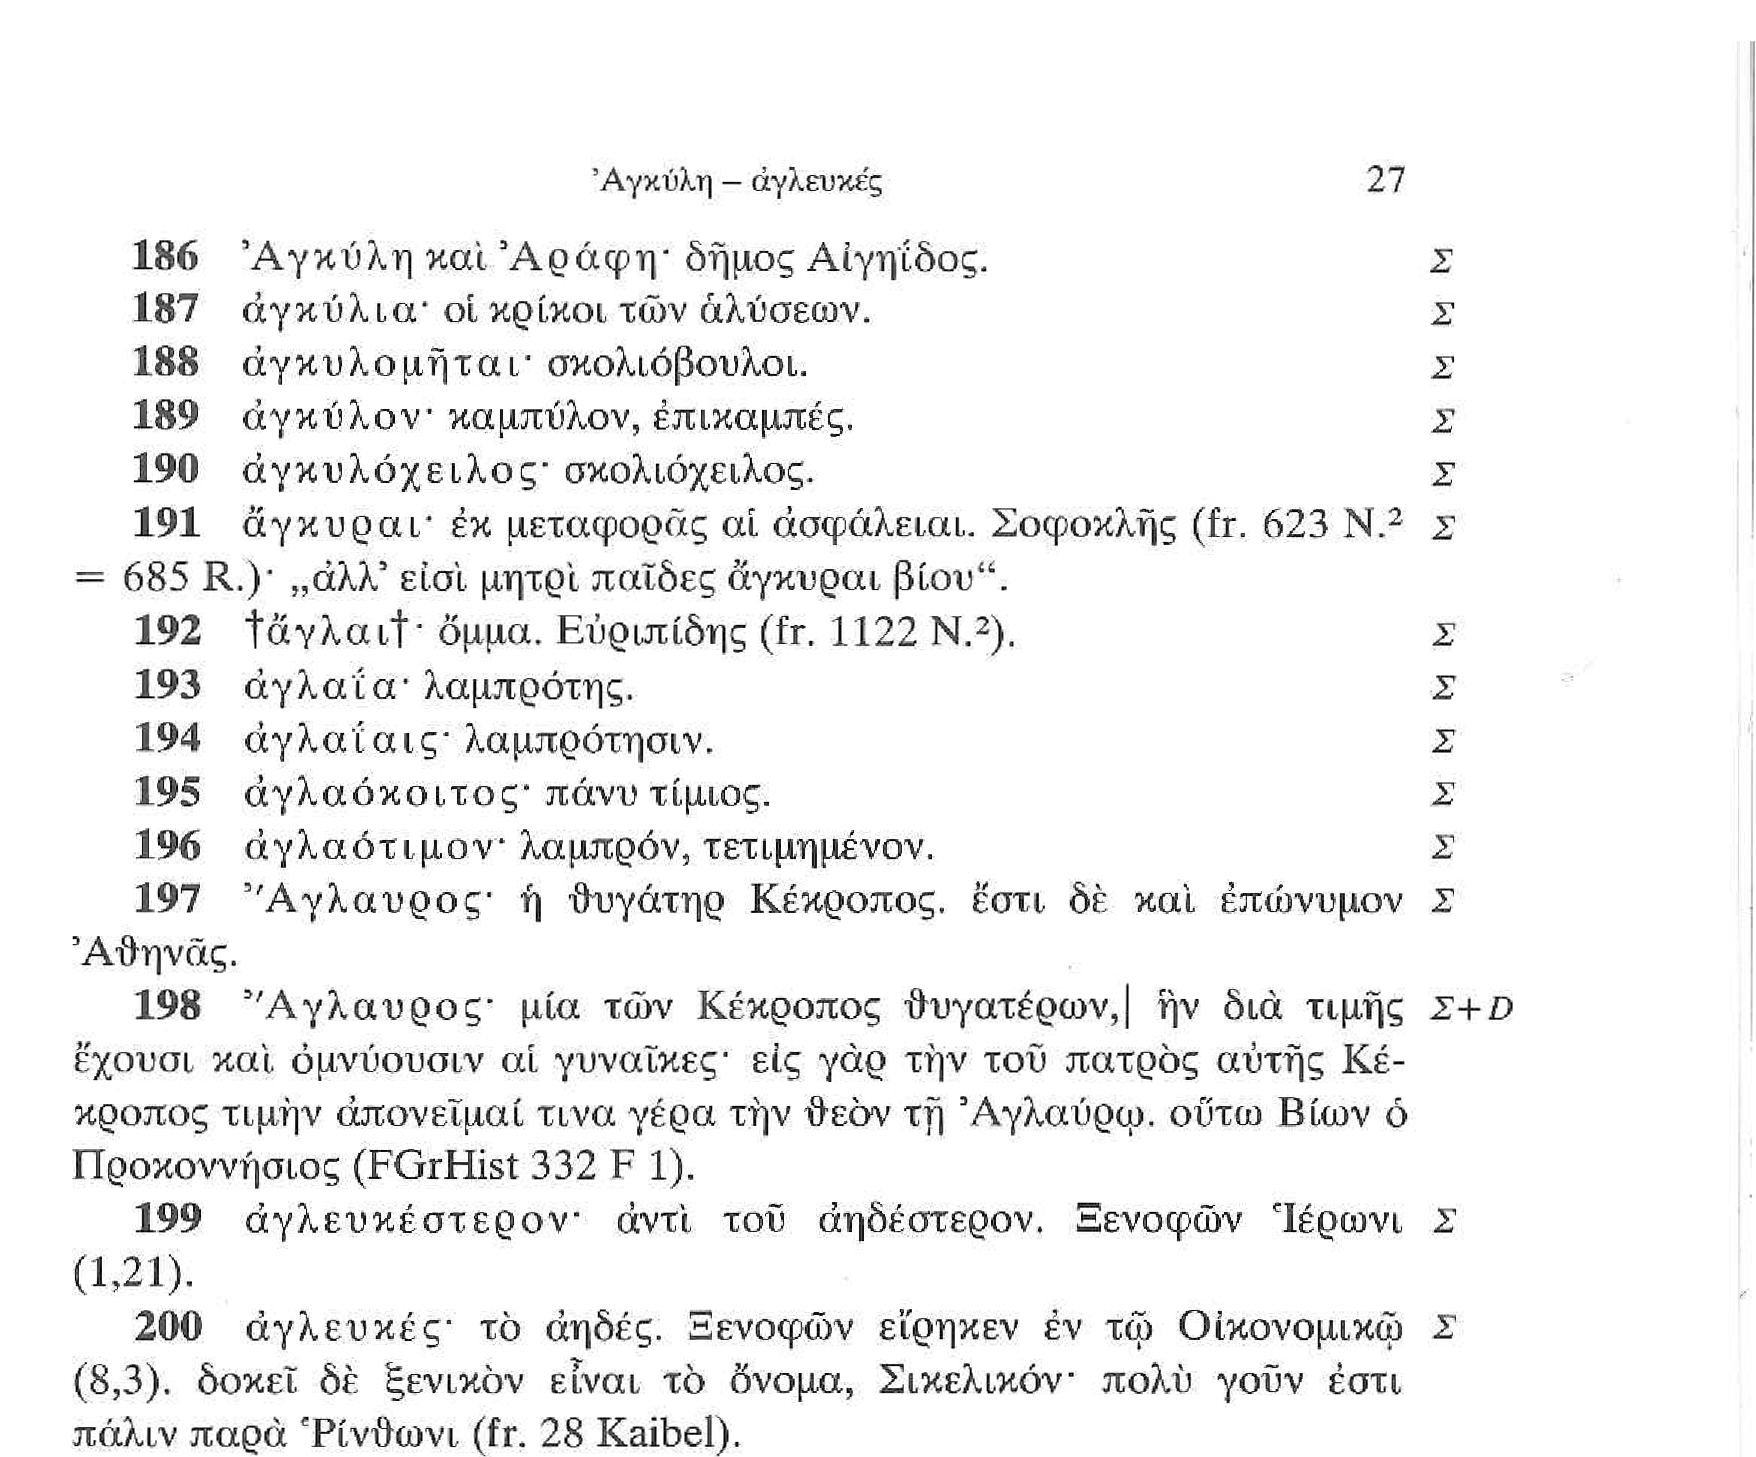 Ἀγκύλη – ἀγλευκές 27
186 Ἀγκύλη καὶ Ἀράφη· δῆμος Αἰγηΐδος. Σ
187 ἀγκύλια· οἱ κρίκοι τῶν ἁλύσεων. Σ
188 ἀγκυλομῆται· σκολιόβουλοι. Σ
189 ἀγκύλον· καμπύλον, ἐπικαμπές. Σ
190 ἀγκυλόχειλος· σκολιόχειλος. Σ
191 ἄγκυραι· ἐκ μεταφορᾶς αἱ ἀσφάλειαι. Σοφοκλῆς (fr. 623 N.² Σ
= 685 R.)· „ἀλλ’ εἰσὶ μητρὶ παῖδες ἄγκυραι βίου“.
192 †ἄγλαι†· ὄμμα. Εὐριπίδης (fr. 1122 N.²). Σ
193 ἀγλαΐα· λαμπρότης. Σ
194 ἀγλαΐαις· λαμπρότησιν. Σ
195 ἀγλαόκοιτος· πάνυ τίμιος. Σ
196 ἀγλαότιμον· λαμπρόν, τετιμημένον. Σ
197 Ἄγλαυρος· ἡ θυγάτηρ Κέκροπος. ἔστι δὲ καὶ ἐπώνυμον Σ
Ἀθηνᾶς.
198 Ἄγλαυρος· μία τῶν Κέκροπος θυγατέρων,| ἣν διὰ τιμῆς Σ+D
ἔχουσι καὶ ὀμνύουσιν αἱ γυναῖκες· εἰς γὰρ τὴν τοῦ πατρὸς αὐτῆς Κέ-
κροπος τιμὴν ἀπονεῖμαί τινα γέρα τὴν θεὸν τῇ Ἀγλαύρῳ. οὕτω Βίων ὁ
Προκοννήσιος (FGrHist 332 F 1).
199 ἀγλευκέστερον· ἀντὶ τοῦ ἀηδέστερον. Ξενοφῶν Ἱέρωνι Σ
(1,21).
200 ἀγλευκές· τὸ ἀηδές. Ξενοφῶν εἴρηκεν ἐν τῷ Οἰκονομικῷ Σ
(8,3). δοκεῖ δὲ ξενικὸν εἶναι τὸ ὄνομα, Σικελικόν· πολὺ γοῦν ἐστι
πάλιν παρὰ Ῥίνθωνι (fr. 28 Kaibel).